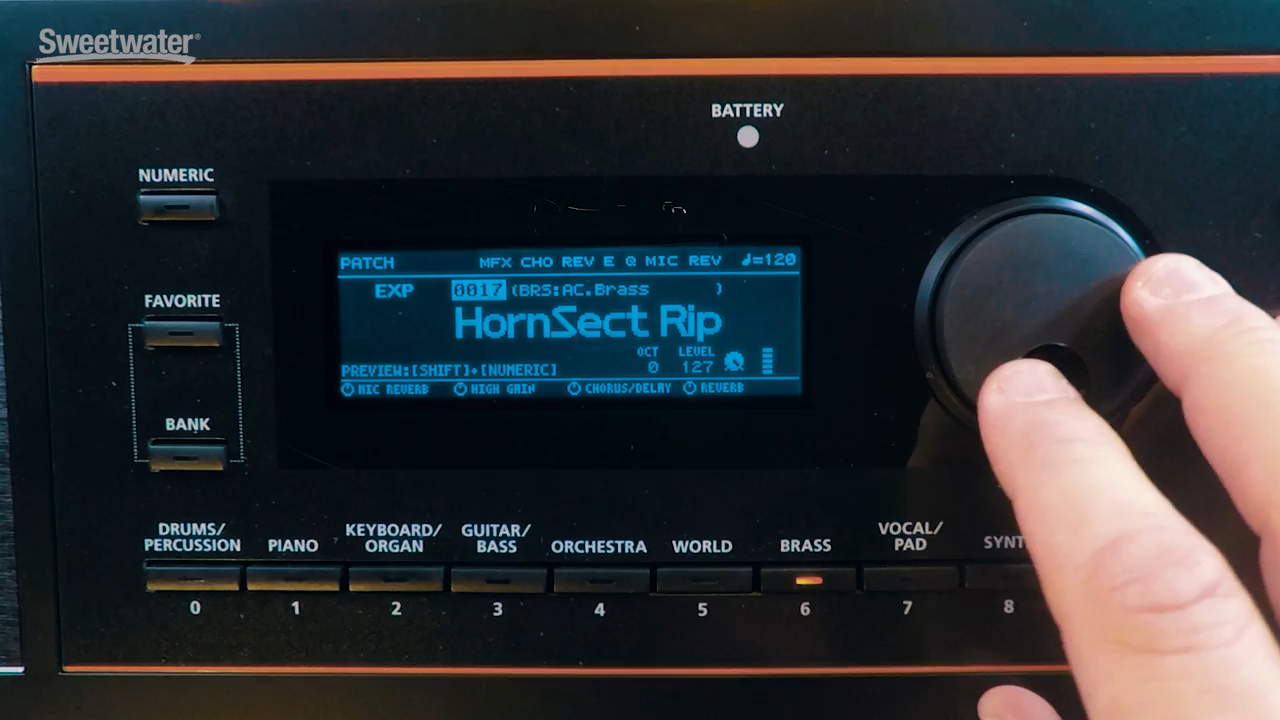 Sweetwater®
BATTERY
NUMERIC
PATCH MFX CHO REV E Q MIC REV ♩=120
EXP 0017 (BRS:AC.Brass )
HornSect Rip
OCT LEVEL
PREVIEW:[SHIFT]+[NUMERIC] 0 127
MIC REVERB HIGH GAIN CHORUS/DELAY REVERB
FAVORITE
BANK
DRUMS/
PERCUSSION
PIANO
KEYBOARD/
ORGAN
GUITAR/
BASS
ORCHESTRA
WORLD
BRASS
VOCAL/
PAD
0 1 2 3 4 5 6 7 8